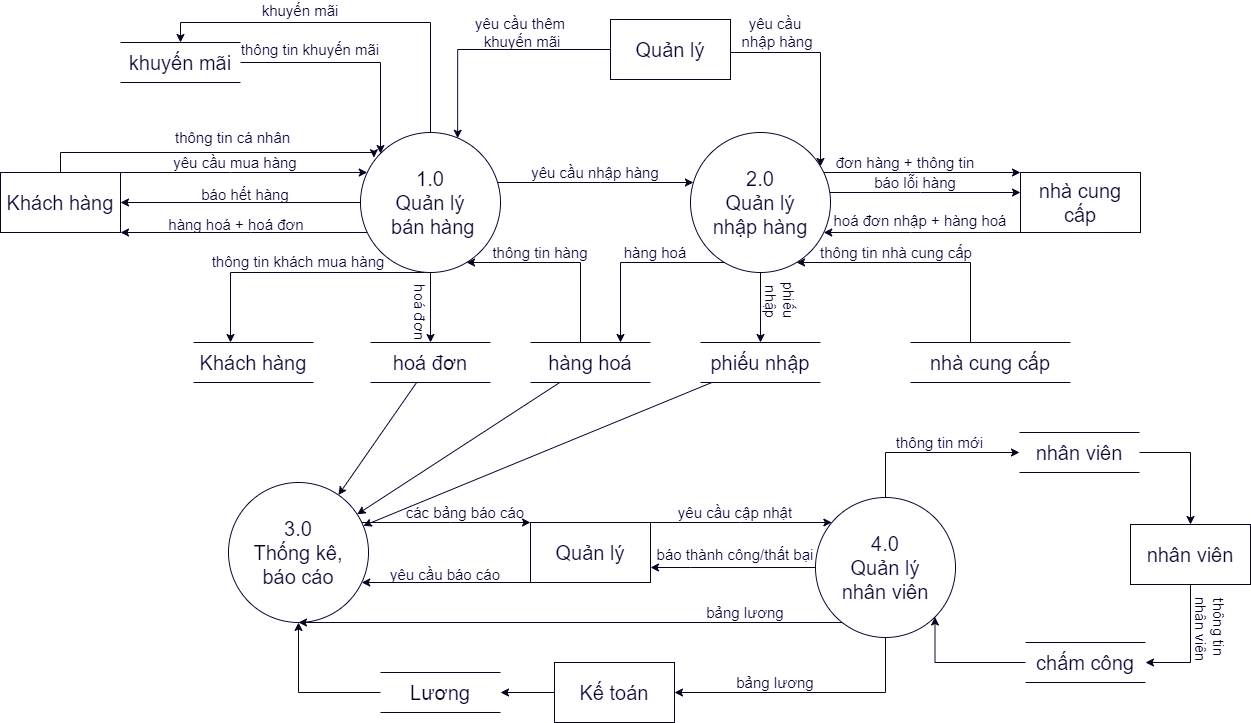 khuyến mãi
yêu cầu thêm
khuyến mãi
Quản lý
yêu cầu
nhập hàng
khuyến mãi
thông tin khuyến mãi
thông tin cá nhân
yêu cầu mua hàng
Khách hàng
báo hết hàng
hàng hoá + hoá đơn
1.0
Quản lý
bán hàng
yêu cầu nhập hàng
2.0
Quản lý
nhập hàng
đơn hàng + thông tin
báo lỗi hàng
hoá đơn nhập + hàng hoá
nhà cung
cấp
thông tin khách mua hàng
hoá đơn
thông tin hàng
hàng hoá
phiếu
nhập
thông tin nhà cung cấp
Khách hàng
hoá đơn
hàng hoá
phiếu nhập
nhà cung cấp
thông tin mới
nhân viên
3.0
Thống kê,
báo cáo
các bảng báo cáo
Quản lý
yêu cầu báo cáo
yêu cầu cập nhật
báo thành công/thất bại
4.0
Quản lý
nhân viên
nhân viên
thông tin
nhân viên
bảng lương
chấm công
Lương
Kế toán
bảng lương